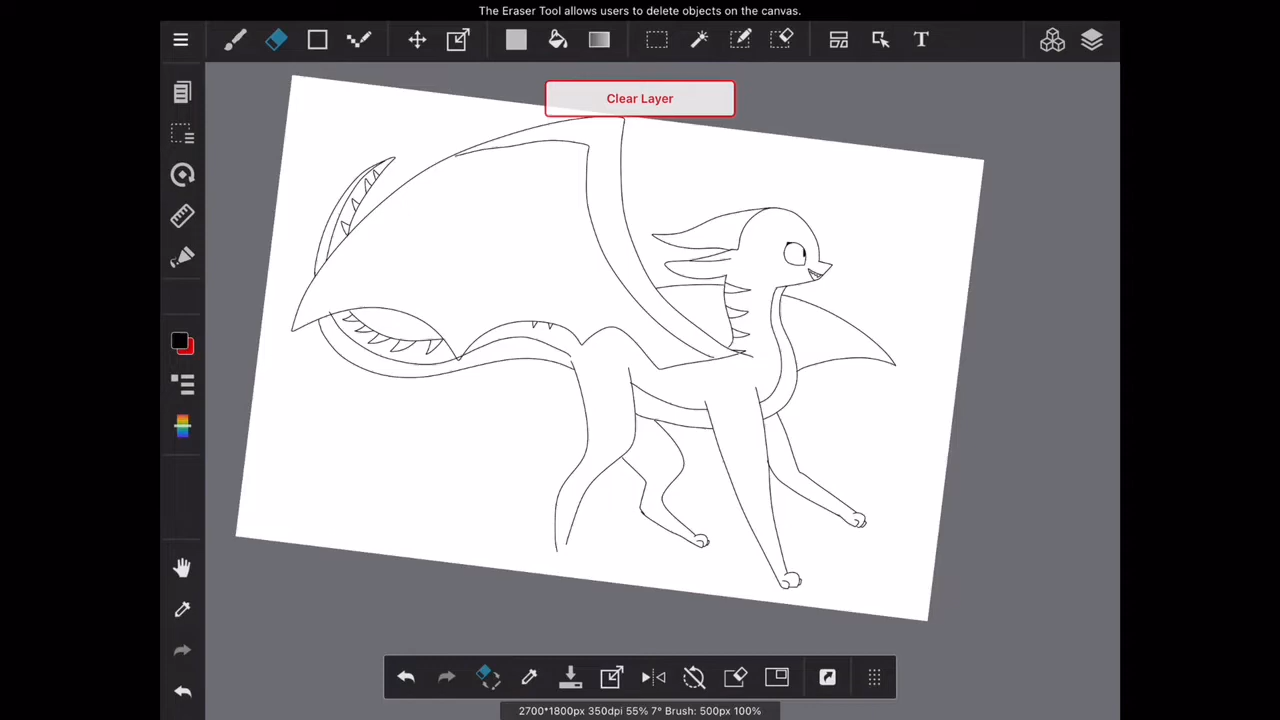 The Eraser Tool allows users to delete objects on the canvas.
T
Clear Layer
2700*1800px 350dpi 55% 7° Brush: 500px 100%